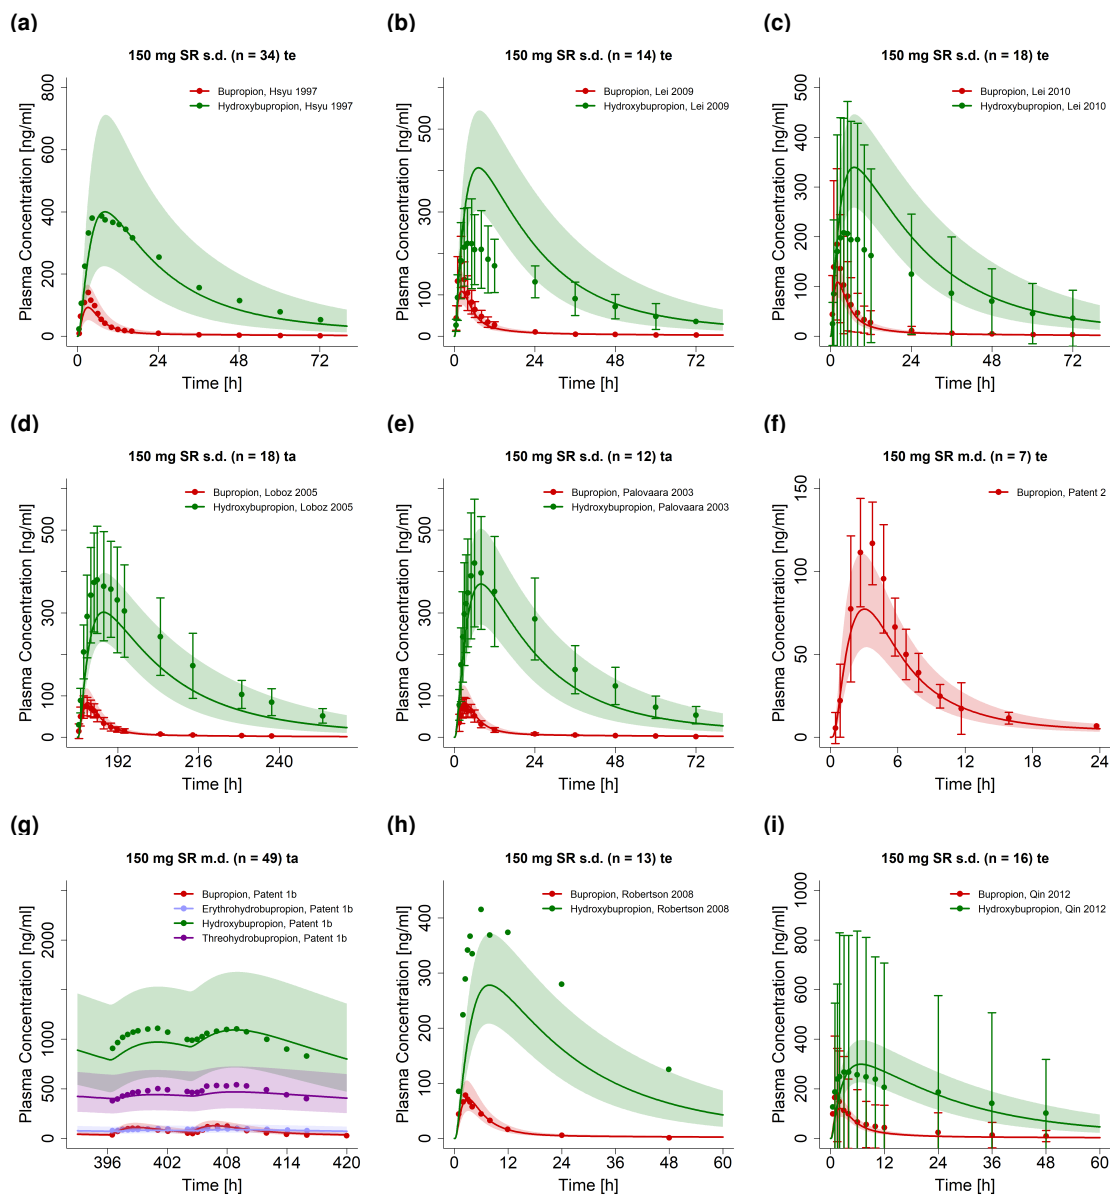 (a)
150 mg SR s.d. (n = 34) te
Bupropion, Hsyu 1997
Hydroxybupropion, Hsyu 1997
Plasma Concentration [ng/ml]
800
600
400
200
0
0 24 48 72
Time [h]
(b)
150 mg SR s.d. (n = 14) te
Bupropion, Lei 2009
Hydroxybupropion, Lei 2009
Plasma Concentration [ng/ml]
500
300
100
0
0 24 48 72
Time [h]
(c)
150 mg SR s.d. (n = 18) te
Bupropion, Lei 2010
Hydroxybupropion, Lei 2010
Plasma Concentration [ng/ml]
500
400
300
200
100
0
0 24 48 72
Time [h]
(d)
150 mg SR s.d. (n = 18) ta
Bupropion, Loboz 2005
Hydroxybupropion, Loboz 2005
Plasma Concentration [ng/ml]
500
300
100
0
192 216 240
Time [h]
(e)
150 mg SR s.d. (n = 12) ta
Bupropion, Palovaara 2003
Hydroxybupropion, Palovaara 2003
Plasma Concentration [ng/ml]
500
300
100
0
0 24 48 72
Time [h]
(f)
150 mg SR m.d. (n = 7) te
Bupropion, Patent 2
Plasma Concentration [ng/ml]
150
100
50
0
0 6 12 18 24
Time [h]
(g)
150 mg SR m.d. (n = 49) ta
Bupropion, Patent 1b
Erythrohydrobupropion, Patent 1b
Hydroxybupropion, Patent 1b
Threohydrobupropion, Patent 1b
Plasma Concentration [ng/ml]
2000
1000
500
0
396 402 408 414 420
Time [h]
(h)
150 mg SR s.d. (n = 13) te
Bupropion, Robertson 2008
Hydroxybupropion, Robertson 2008
Plasma Concentration [ng/ml]
400
300
200
100
0
0 12 24 36 48 60
Time [h]
(i)
150 mg SR s.d. (n = 16) te
Bupropion, Qin 2012
Hydroxybupropion, Qin 2012
Plasma Concentration [ng/ml]
1000
800
600
400
200
0
0 12 24 36 48 60
Time [h]